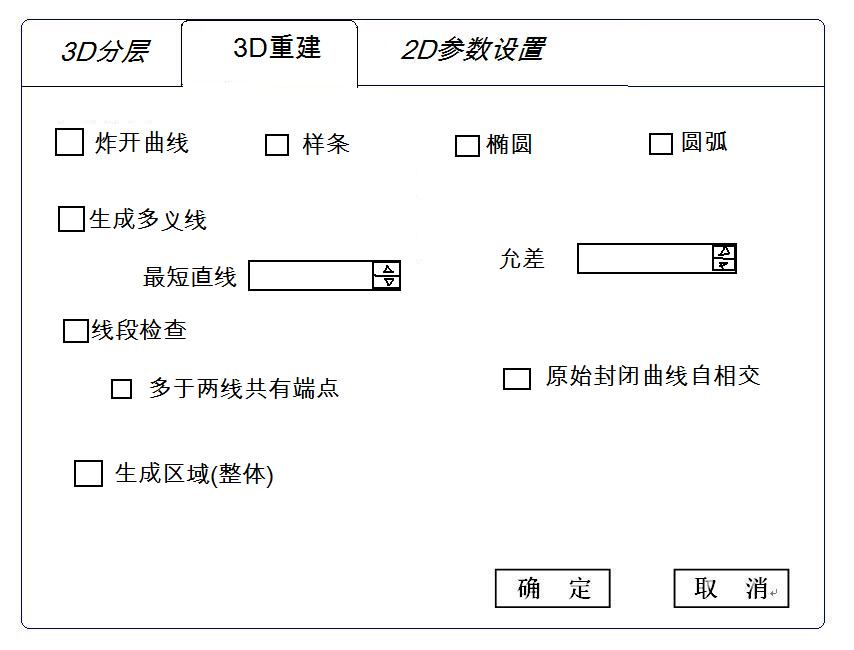 3D分层 3D重建 2D参数设置
炸开曲线 样条 椭圆 圆弧
生成多义线
最短直线 允差
线段检查
多于两线共有端点 原始封闭曲线自相交
生成区域(整体)
确 定 取 消